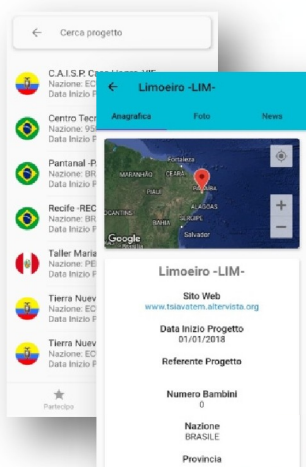 Cerca progetto
C.A.I.S.P. Casa
Nazione: EC
Data Inizio P
Centro Tecr
Nazione: 95
Data Inizio P
Pantanal -P
Nazione: BR
Data Inizio P
Recife -REC
Nazione: BR
Data Inizio P
Taller Maria
Nazione: PE
Data Inizio P
Tierra Nuev
Nazione: EC
Data Inizio P
Tierra Nuev
Nazione: EC
Data Inizio P
Partecipo
Limoeiro -LIM-
Anagrafica Foto News
Fortaleza
MARANHÃO CEARÁ
PIAUÍ PARAÍBA
ALAGOAS
OCANTINS SERGIPE
BAHIA
Salvador
Google
Limoeiro -LIM-
Sito Web
www.tsiavatem.altervista.org
Data Inizio Progetto
01/01/2018
Referente Progetto
Numero Bambini
0
Nazione
BRASILE
Provincia